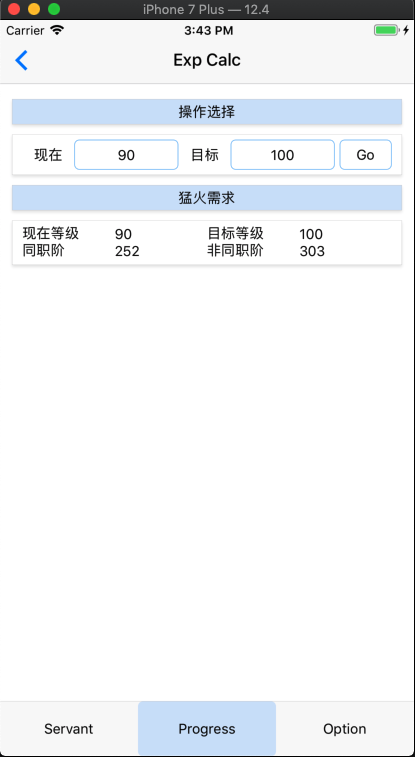 iPhone 7 Plus — 12.4
Carrier 3:43 PM
Exp Calc
操作选择
现在 90 目标 100 Go
猛火需求
现在等级 90 目标等级 100
同职阶 252 非同职阶 303
Servant Progress Option